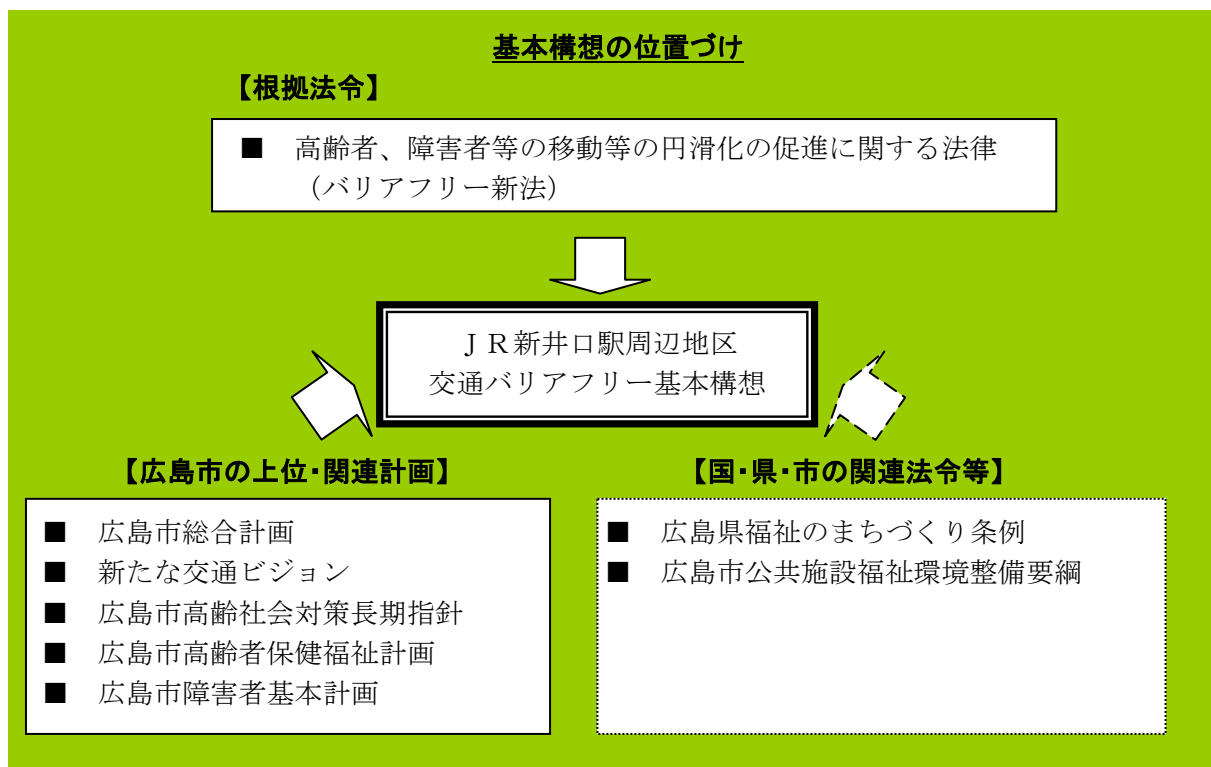 基本構想の位置づけ
【根拠法令】
■ 高齢者、障害者等の移動等の円滑化の促進に関する法律
（バリアフリー新法）
ＪＲ新井口駅周辺地区
交通バリアフリー基本構想
【広島市の上位・関連計画】
■ 広島市総合計画
■ 新たな交通ビジョン
■ 広島市高齢社会対策長期指針
■ 広島市高齢者保健福祉計画
■ 広島市障害者基本計画
【国・県・市の関連法令等】
■ 広島県福祉のまちづくり条例
■ 広島市公共施設福祉環境整備要綱